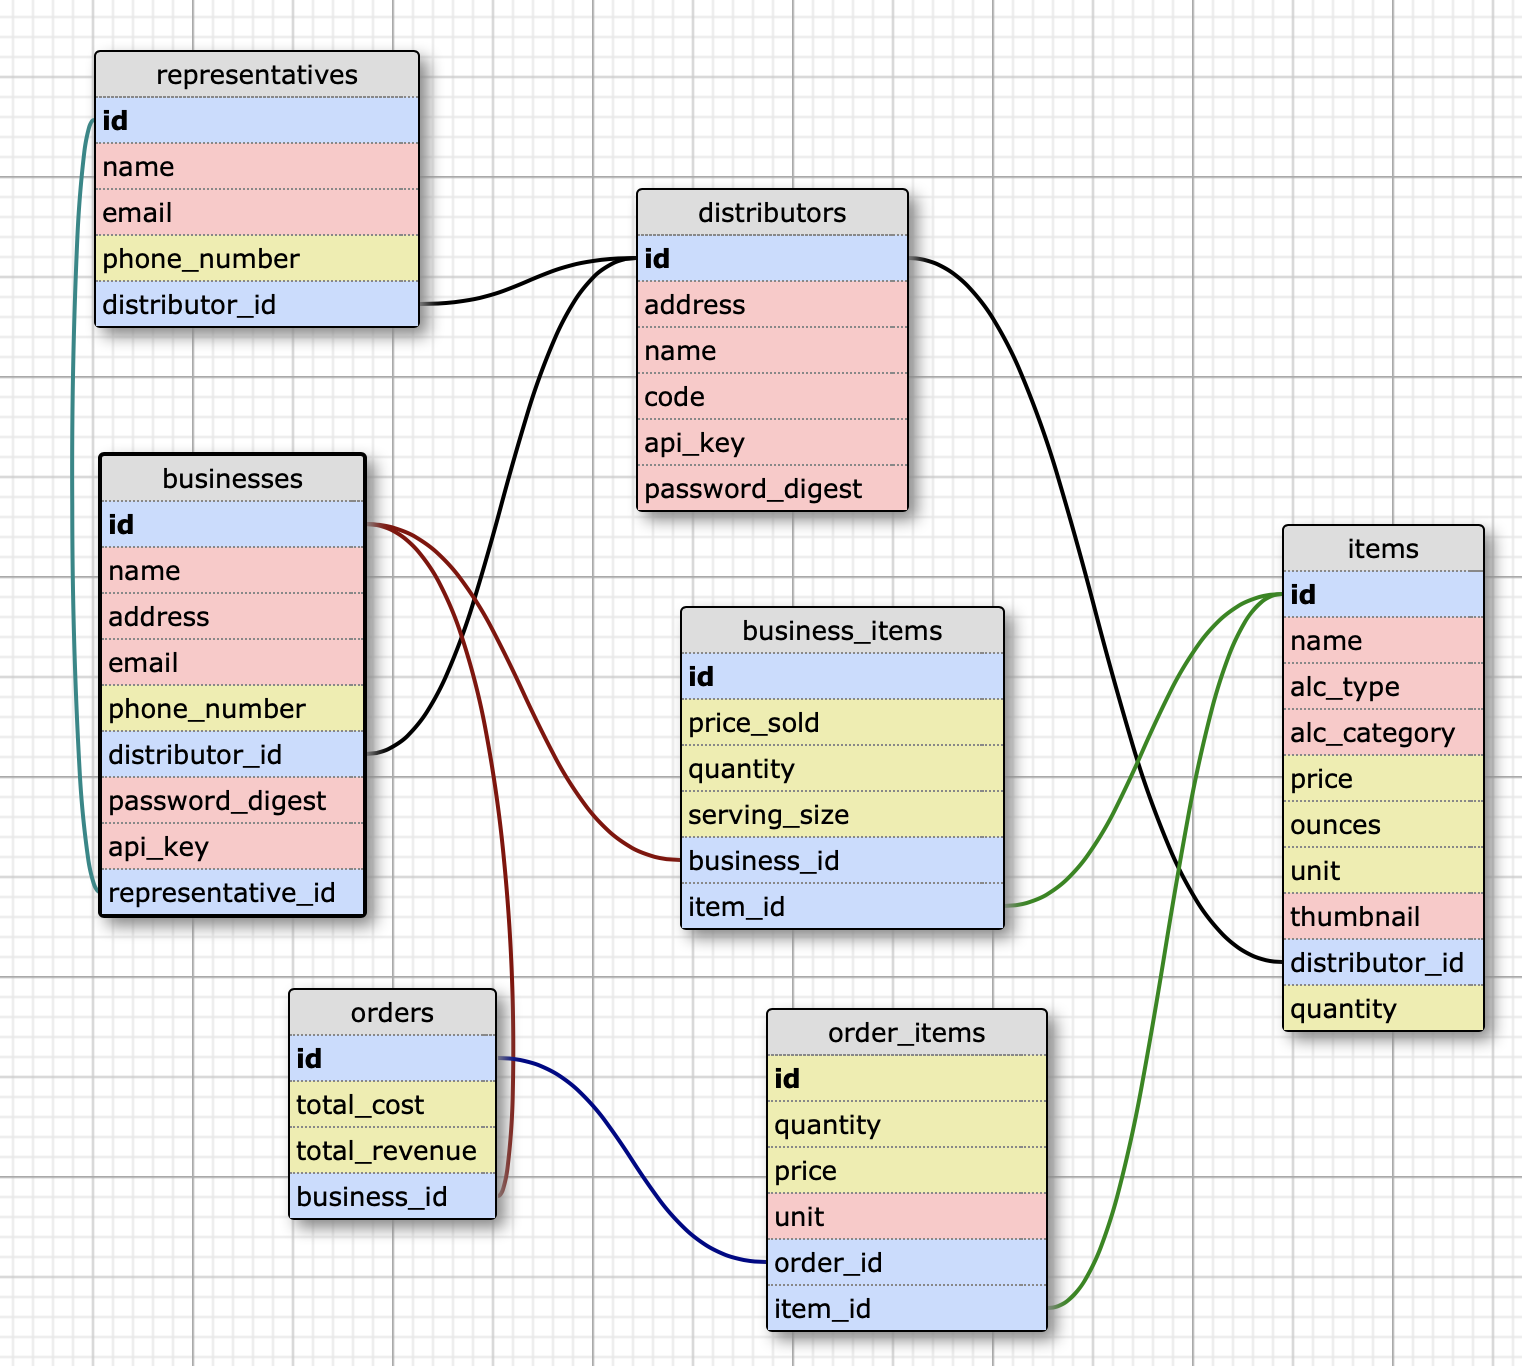 representatives
id
name
email
phone_number
distributor_id
distributors
id
address
name
code
api_key
password_digest
businesses
id
name
address
email
phone_number
distributor_id
password_digest
api_key
representative_id
items
id
name
alc_type
alc_category
price
ounces
unit
thumbnail
distributor_id
quantity
business_items
id
price_sold
quantity
serving_size
business_id
item_id
orders
id
total_cost
total_revenue
business_id
order_items
id
quantity
price
unit
order_id
item_id